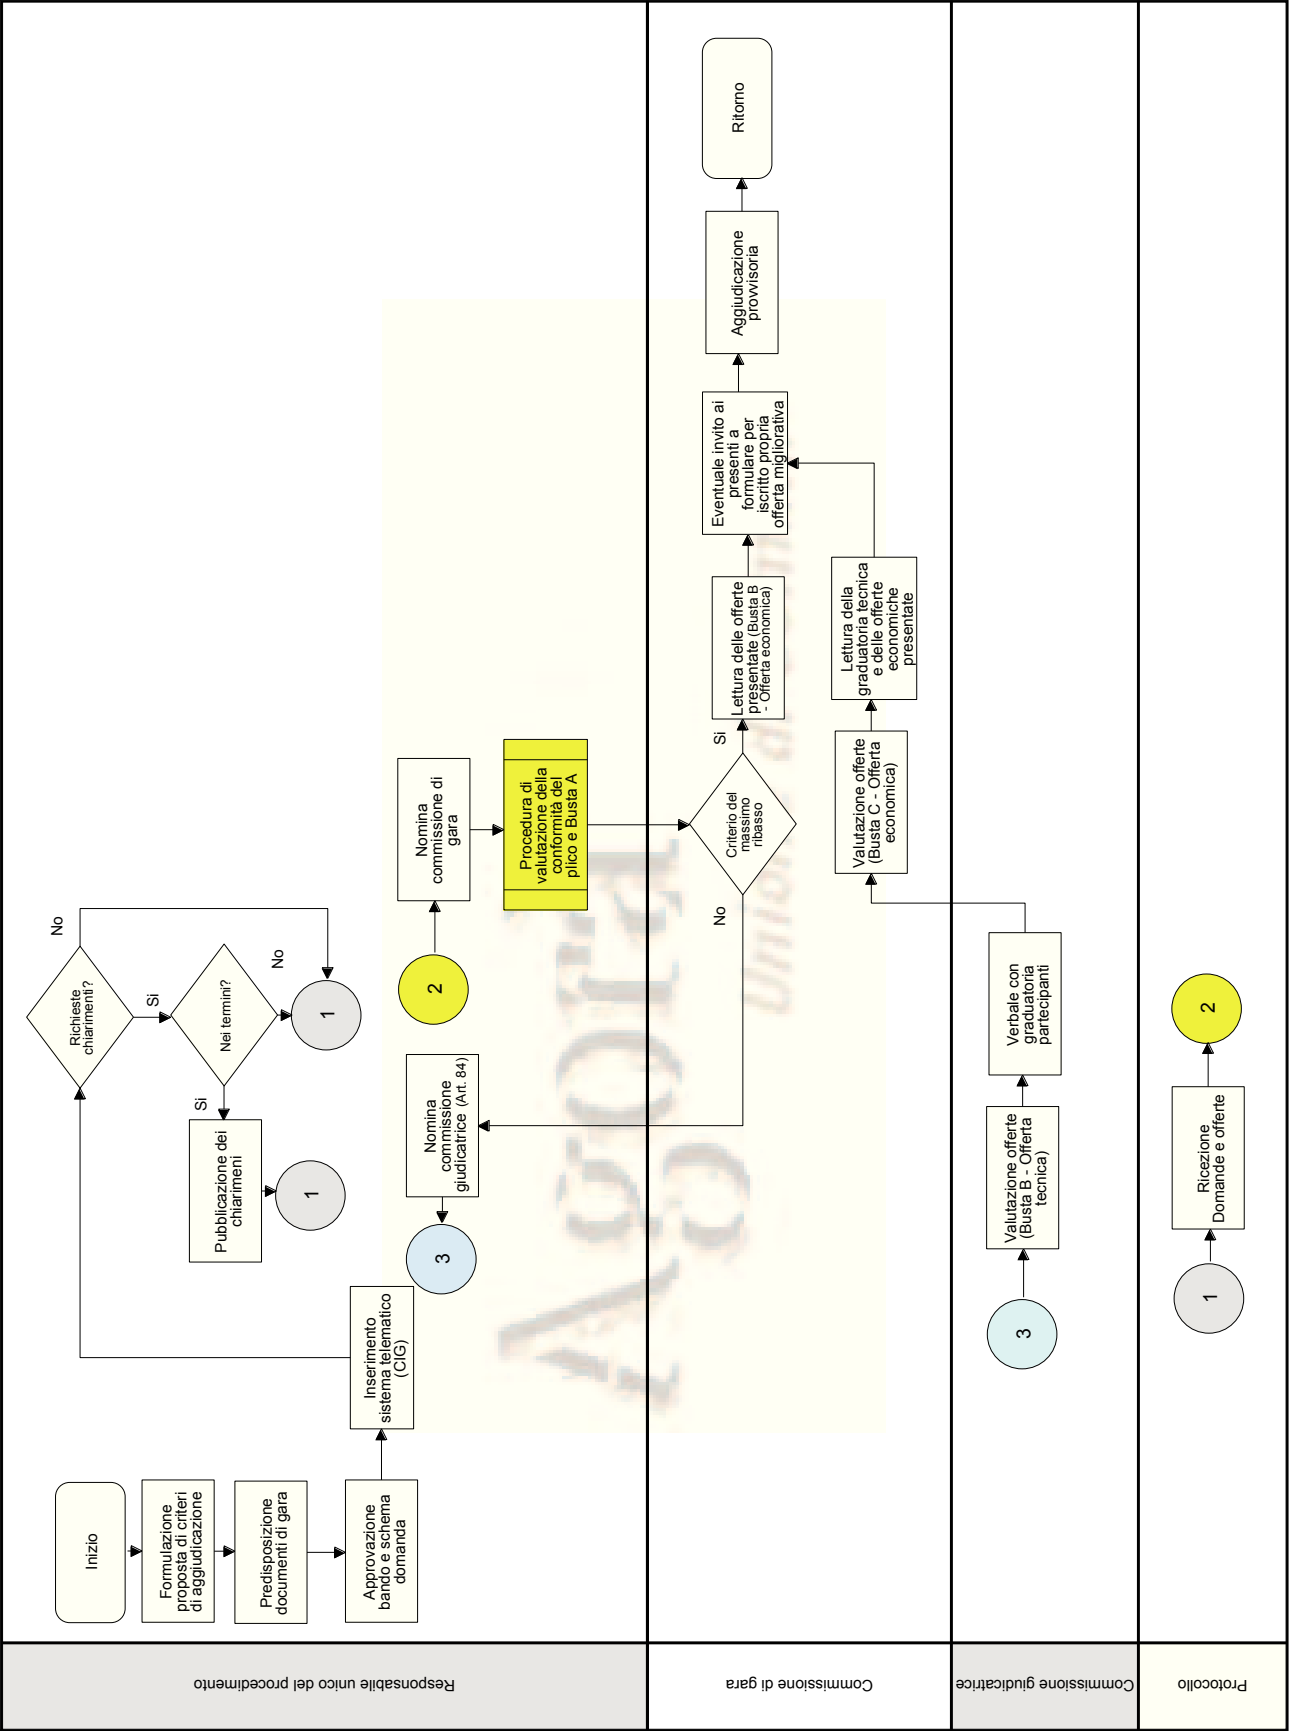 Responsabile unico del procedimento
Inizio
Formulazione
proposta di criteri
di aggiudicazione
Predisposizione
documenti di gara
Approvazione
bando e schema
domanda
Inserimento
sistema telematico
(CIG)
Richieste
chiarimenti?
No
Si
Nei termini?
No
Si
1
Pubblicazione dei
chiarimeni
1
2
Nomina
commissione di
gara
Procedura di
valutazione della
conformità del
plico e Busta A
Nomina
commissione
giudicatrice (Art. 84)
3
Commissione di gara
Criterio del
massimo
ribasso
No
Si
Lettura delle offerte
presentate (Busta B
- Offerta economica)
Eventuale invito ai
presenti a
formulare per
iscritto propria
offerta migliorativa
Aggiudicazione
provvisoria
Ritorno
Valutazione offerte
(Busta C - Offerta
economica)
Lettura della
graduatoria tecnica
e delle offerte
economiche
presentate
Commissione giudicatrice
3
Valutazione offerte
(Busta B - Offerta
tecnica)
Verbale con
graduatoria
partecipanti
Protocollo
1
Ricezione
Domande e offerte
2
Agorà
Unione di